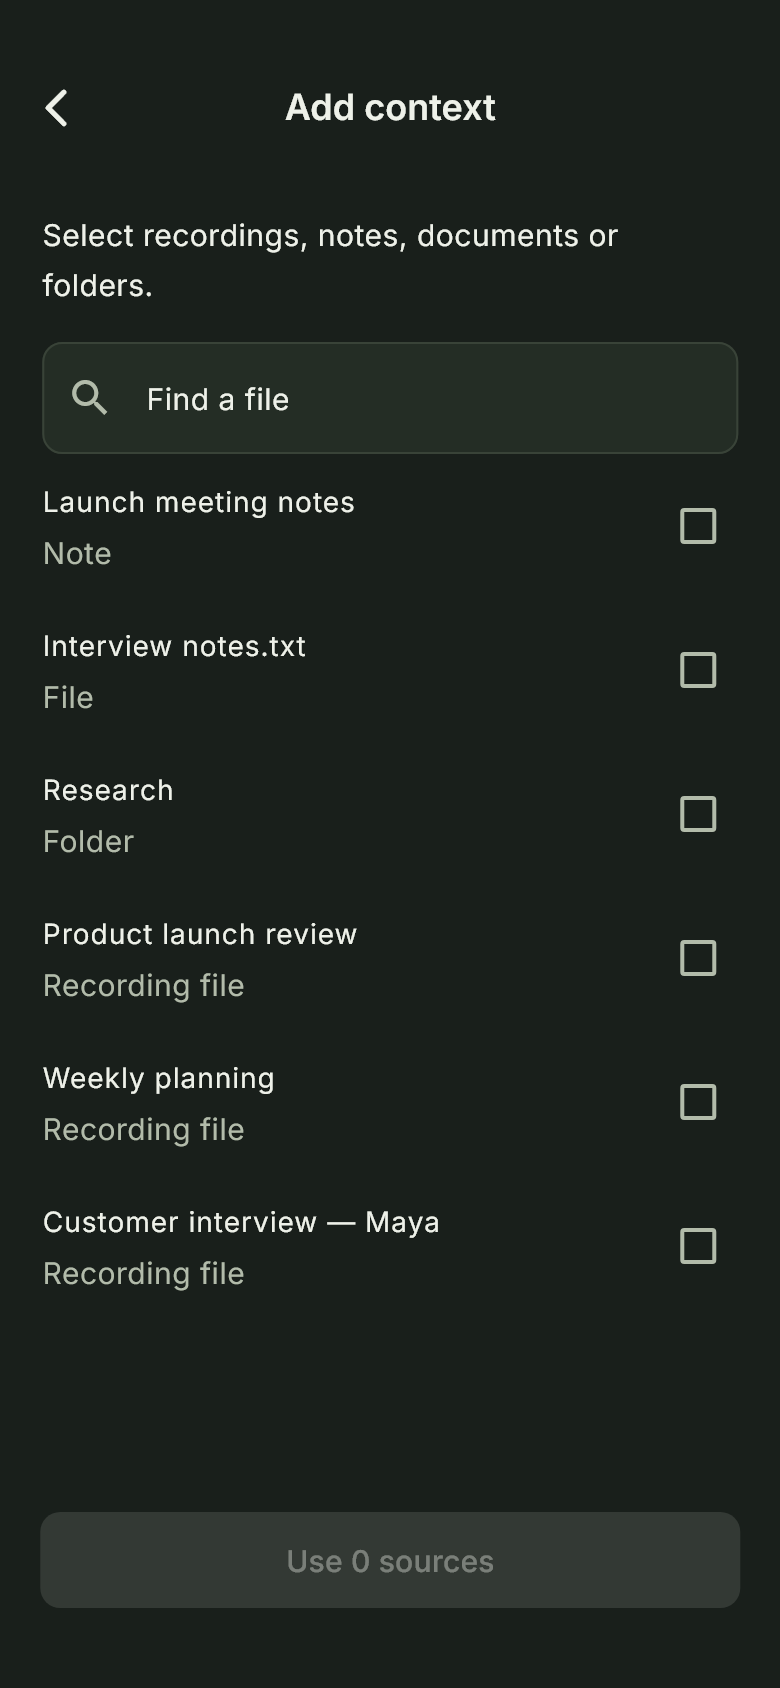 Add context
Select recordings, notes, documents or
folders.
Find a file
Launch meeting notes
Note
Interview notes.txt
File
Research
Folder
Product launch review
Recording file
Weekly planning
Recording file
Customer interview — Maya
Recording file
Use 0 sources